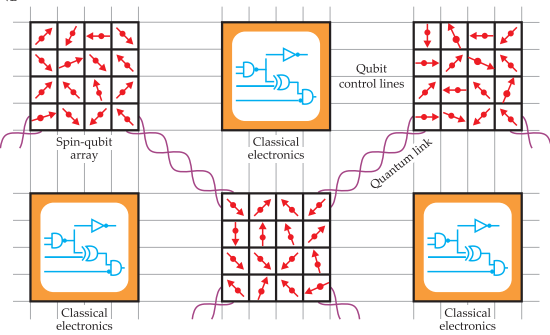 Qubit
control lines
Spin-qubit
array
Classical
electronics
Quantum link
Classical
electronics
Classical
electronics